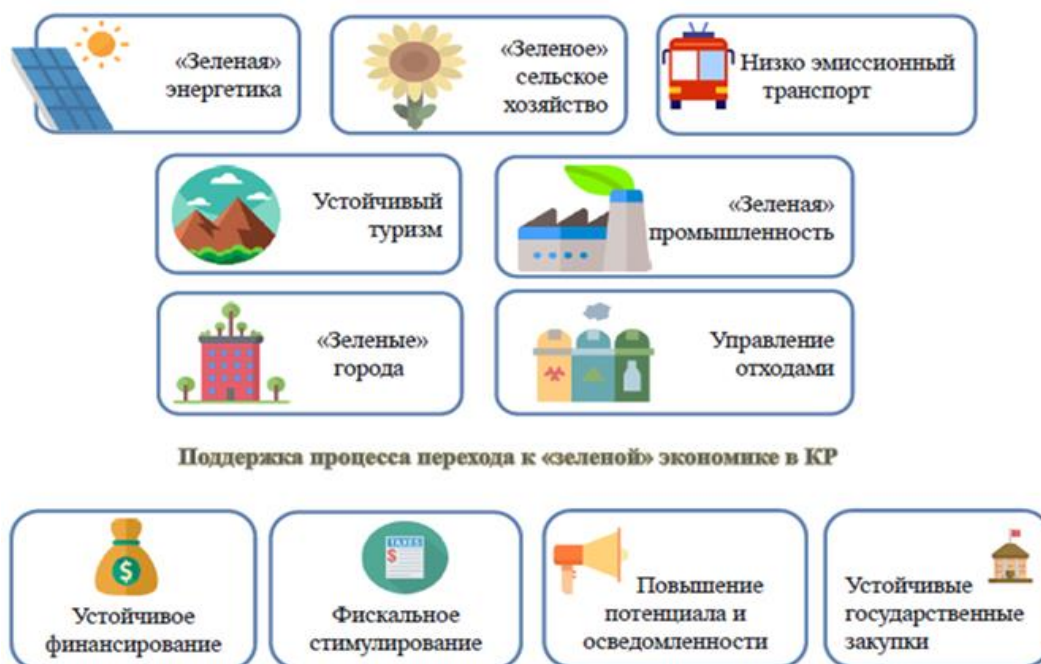 «Зеленая»
энергетика
«Зеленое»
сельское
хозяйство
Низко эмиссионный
транспорт
Устойчивый
туризм
«Зеленая»
промышленность
«Зеленые»
города
Управление
отходами
Поддержка процесса перехода к «зеленой» экономике в КР
$
Устойчивое
финансирование
TAXES
$
Фискальное
стимулирование
Повышение
потенциала и
осведомленности
Устойчивые
государственные
закупки